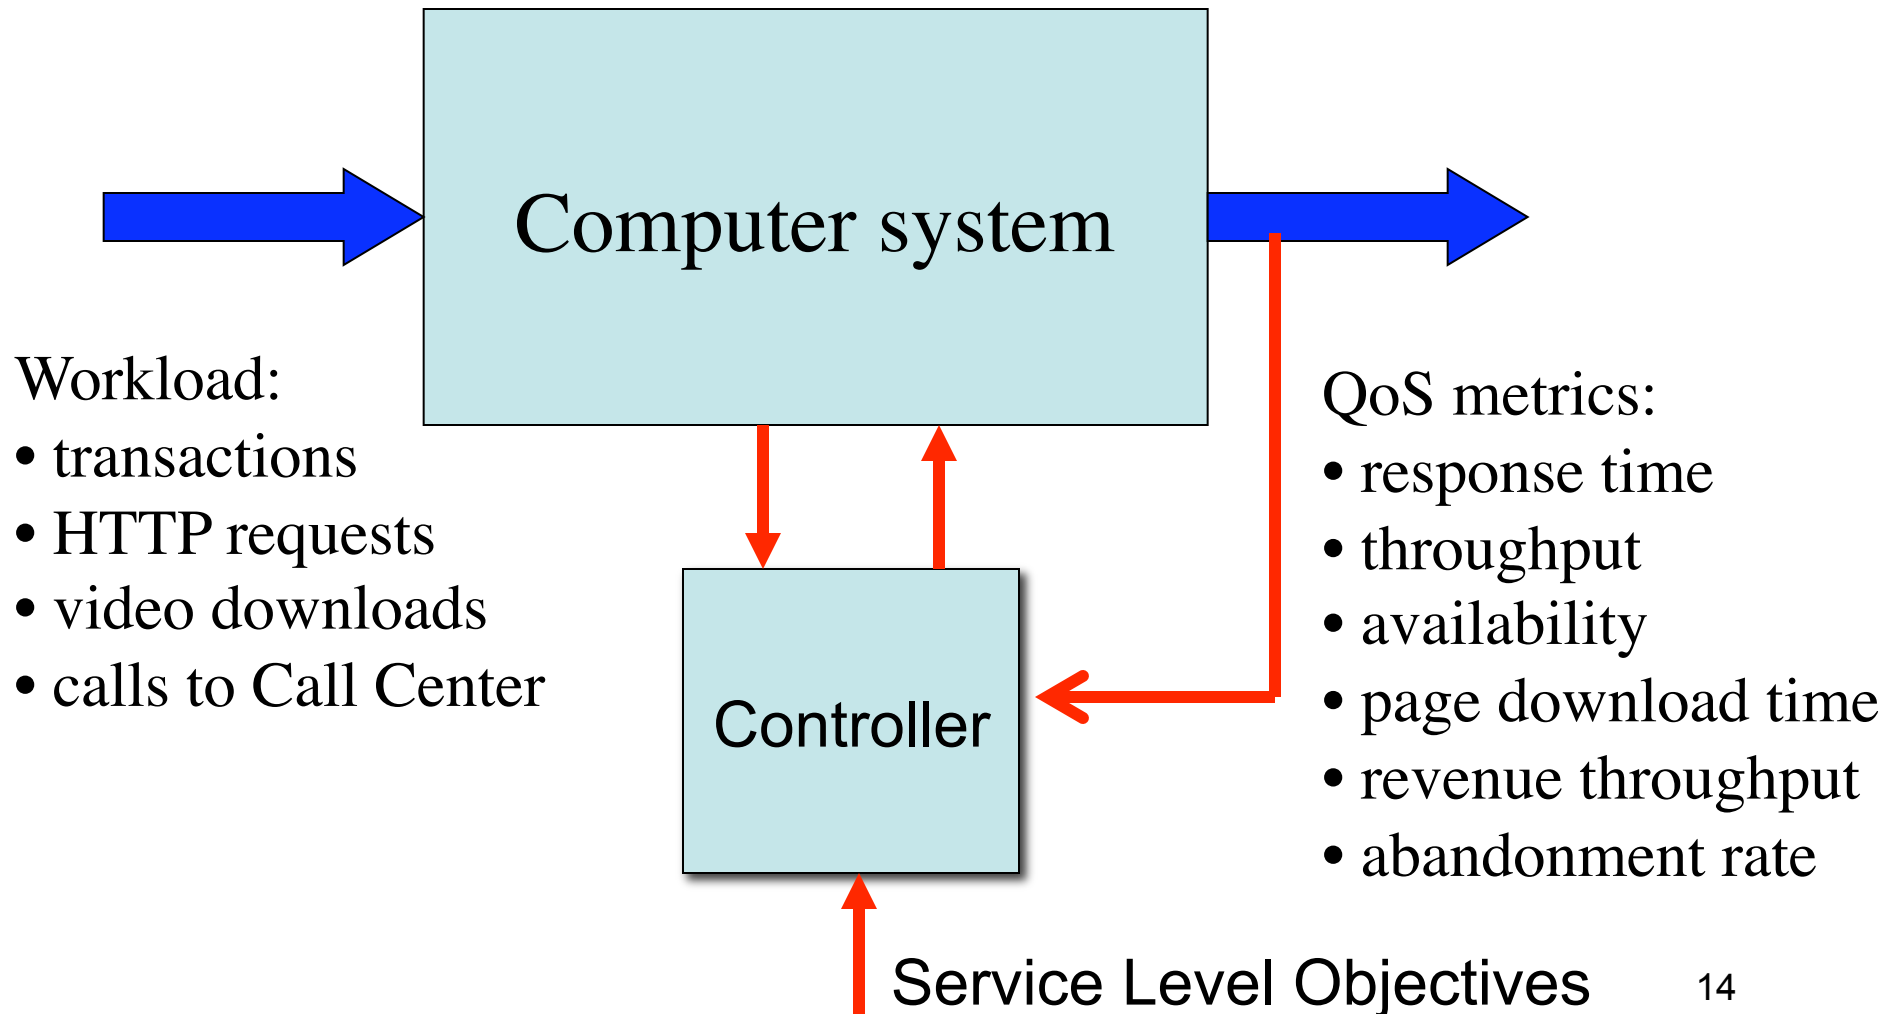 Computer system
Workload:
• transactions
• HTTP requests
• video downloads
• calls to Call Center
QoS metrics:
• response time
• throughput
• availability
• page download time
• revenue throughput
• abandonment rate
Controller
Service Level Objectives
14